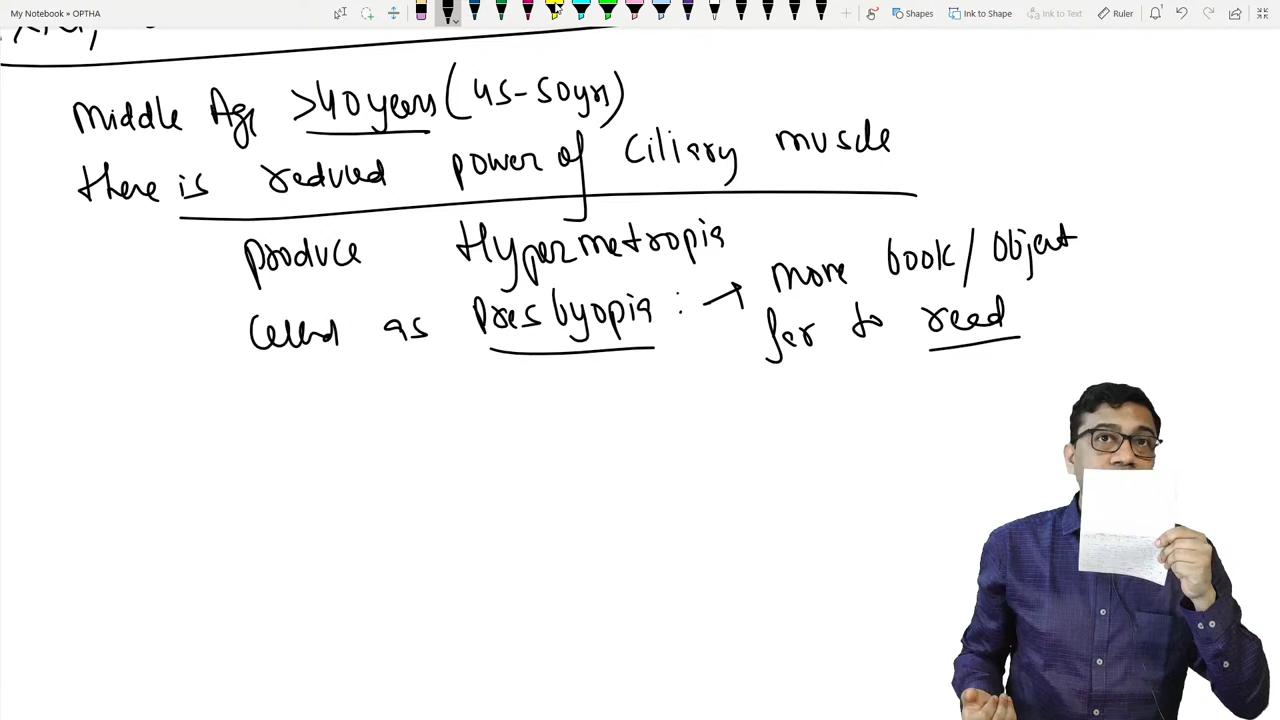 My Notebook » OPTHA
Shapes
Ink to Shape
Ink to Text
Ruler
Middle Age >40 years (45-50yrs)
there is reduced power of ciliary muscle
produce Hypermetropia
called as Presbyopia : → move book / object
far to read